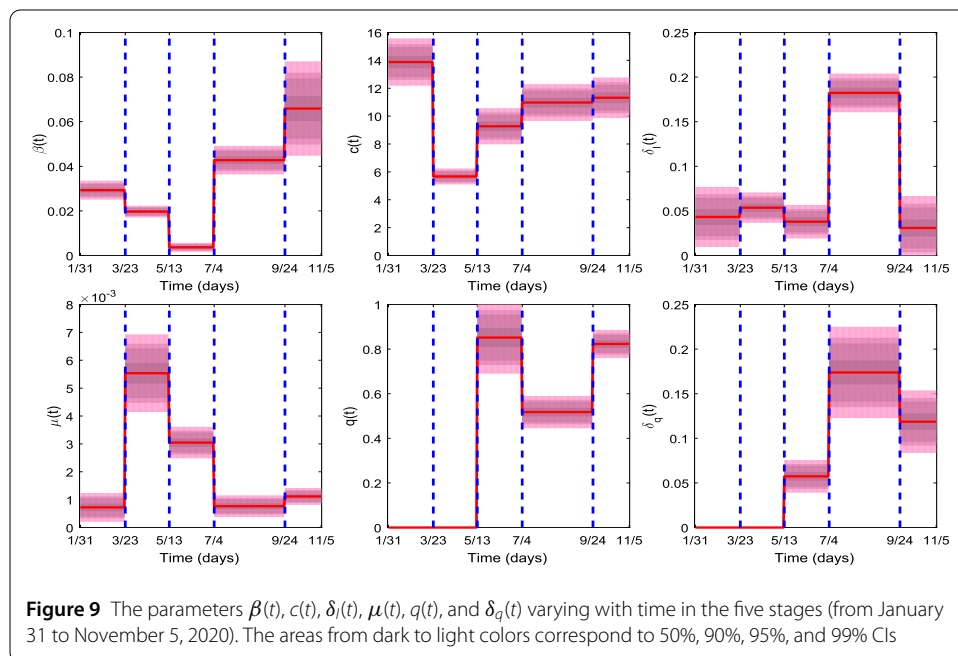 0.1
0.08
0.06
0.04
0.02
0
β(t)
1/31 3/23 5/13 7/4 9/24 11/5
Time (days)
16
14
12
10
8
6
4
2
0
c(t)
1/31 3/23 5/13 7/4 9/24 11/5
Time (days)
0.25
0.2
0.15
0.1
0.05
0
δ_I(t)
1/31 3/23 5/13 7/4 9/24 11/5
Time (days)
8 ×10⁻³
7
6
5
4
3
2
1
0
μ(t)
1/31 3/23 5/13 7/4 9/24 11/5
Time (days)
1
0.8
0.6
0.4
0.2
0
q(t)
1/31 3/23 5/13 7/4 9/24 11/5
Time (days)
0.25
0.2
0.15
0.1
0.05
0
δ_q(t)
1/31 3/23 5/13 7/4 9/24 11/5
Time (days)
Figure 9 The parameters β(t), c(t), δ_I(t), μ(t), q(t), and δ_q(t) varying with time in the five stages (from January
31 to November 5, 2020). The areas from dark to light colors correspond to 50%, 90%, 95%, and 99% CIs